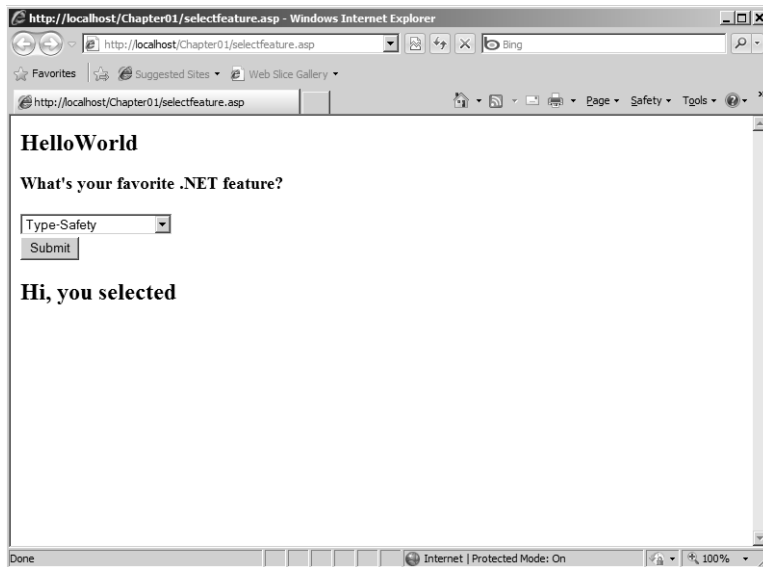 http://localhost/Chapter01/selectfeature.asp - Windows Internet Explorer
http://localhost/Chapter01/selectfeature.asp
Bing
Favorites
Suggested Sites
Web Slice Gallery
http://localhost/Chapter01/selectfeature.asp
Page
Safety
Tools
HelloWorld
What's your favorite .NET feature?
Type-Safety
Submit
Hi, you selected
Done
Internet | Protected Mode: On
100%